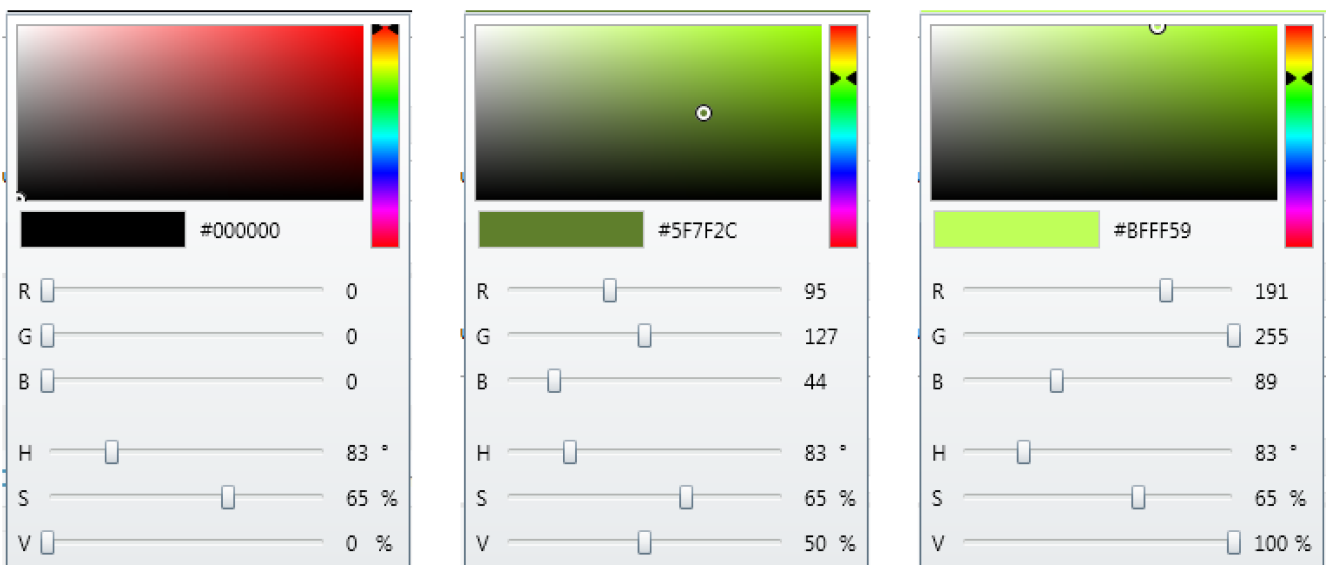 #000000
R 0
G 0
B 0
H 83 °
S 65 %
V 0 %
#5F7F2C
R 95
G 127
B 44
H 83 °
S 65 %
V 50 %
#BFFF59
R 191
G 255
B 89
H 83 °
S 65 %
V 100 %